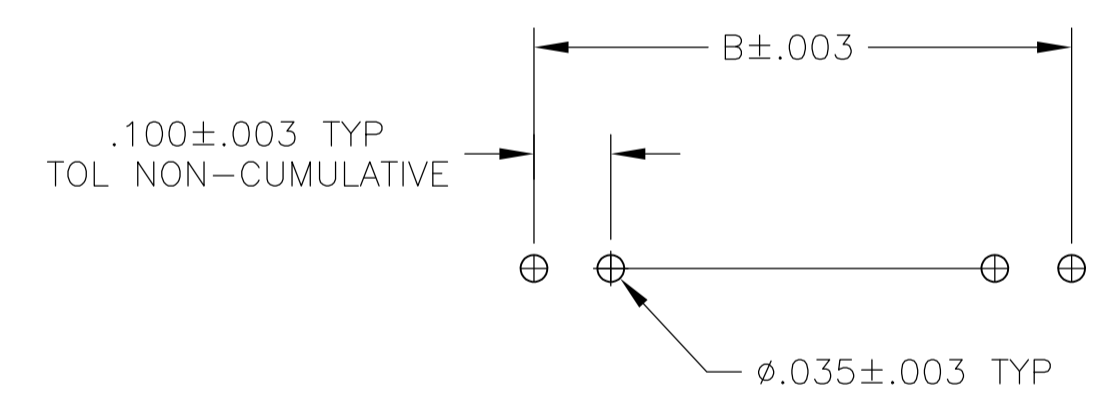 B±.003
.100±.003 TYP
TOL NON-CUMULATIVE
⌀.035±.003 TYP